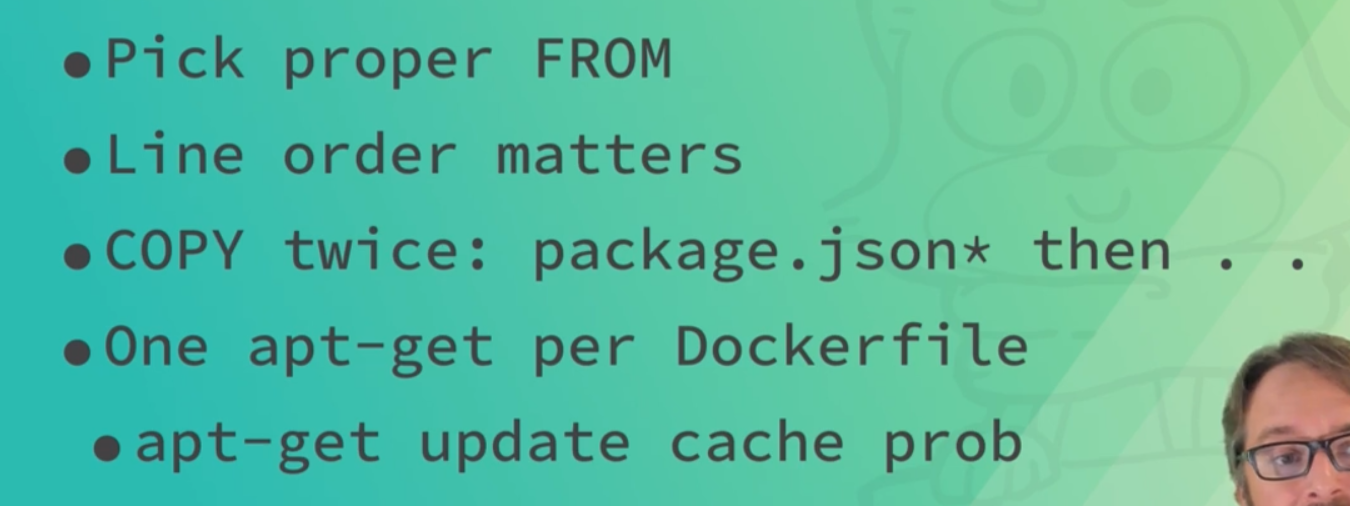 • Pick proper FROM
• Line order matters
• COPY twice: package.json* then . .
• One apt-get per Dockerfile
• apt-get update cache prob